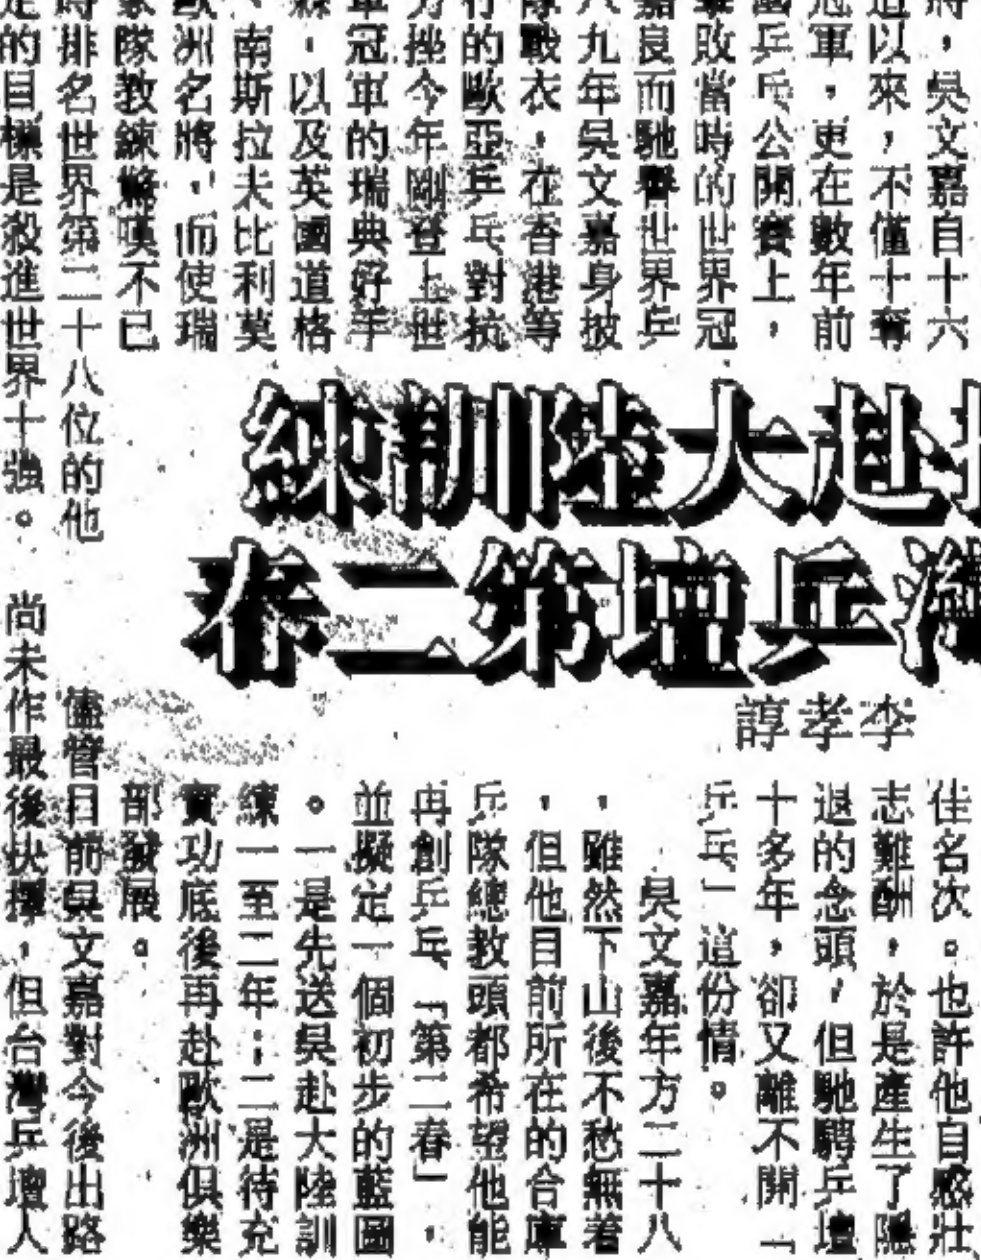 將，吳文嘉自十六
道以來，不僅十奪
冠軍，更在數年前
國乒乓公開賽上，
擊敗當時的世界冠
嘉良而馳譽世界乒
八九年吳文嘉身披
隊戰衣，在香港等
行的歐亞乒乓對抗
力挫今年剛登上世
軍冠軍的瑞典好手
森，以及英國道格
、南斯拉夫比利莫
歐洲名將，而使瑞
家隊教練驚嘆不已
時排名世界第二十八位的他
定的目標是殺進世界十強。
赴大陸訓練
灣乒壇第二春
李孝諄
佳名次。也許他自感壯
志難酬，於是產生了隱
退的念頭，但馳騁乒壇
十多年，卻又離不開「
乒乓」這份情。
吳文嘉年方二十八
，雖然下山後不愁無着
，但他目前所在的合庫
乒隊總教頭都希望他能
再創乒乓「第二春」，
並擬定一個初步的藍圖
。一是先送吳赴大陸訓
練一至二年；二是待充
實功底後再赴歐洲俱樂
部發展。
儘管目前吳文嘉對今後出路
尚未作最後抉擇，但台灣乒壇人